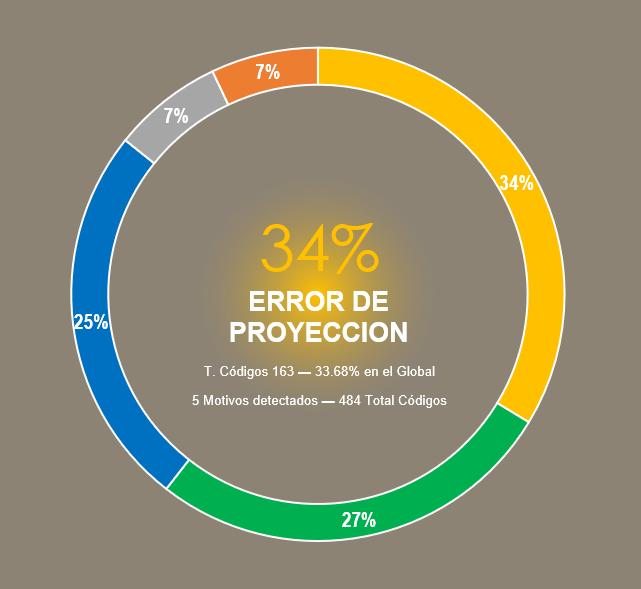 7%
7%
34%
34%
ERROR DE
PROYECCION
25%
T. Códigos 163 — 33.68% en el Global
5 Motivos detectados — 484 Total Códigos
27%